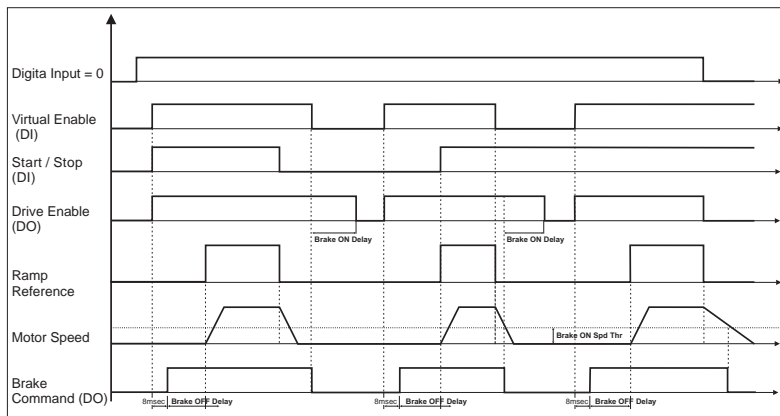 Digita Input = 0
Virtual Enable
(DI)
Start / Stop
(DI)
Drive Enable
(DO)
Brake ON Delay
Brake ON Delay
Ramp
Reference
Motor Speed
Brake ON Spd Thr
Brake
Command (DO)
8msec Brake OFF Delay
8msec Brake OFF Delay
8msec Brake OFF Delay